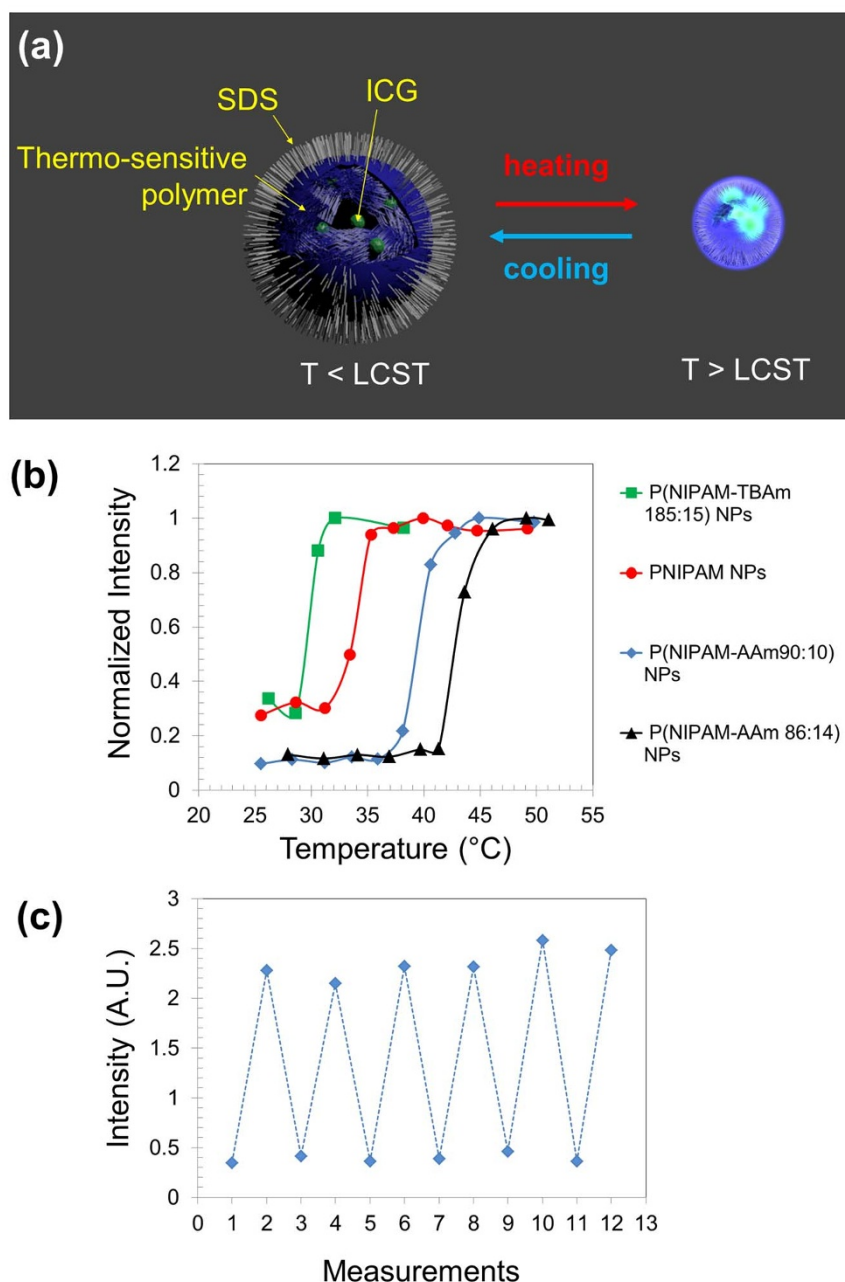 (a)
SDS
ICG
Thermo-sensitive
polymer
heating
cooling
T < LCST
T > LCST
(b)
Normalized Intensity
1.2
1
0.8
0.6
0.4
0.2
0
20 25 30 35 40 45 50 55
Temperature (°C)
P(NIPAM-TBAm
185:15) NPs
PNIPAM NPs
P(NIPAM-AAm90:10)
NPs
P(NIPAM-AAm 86:14)
NPs
(c)
Intensity (A.U.)
3
2.5
2
1.5
1
0.5
0
0 1 2 3 4 5 6 7 8 9 10 11 12 13
Measurements